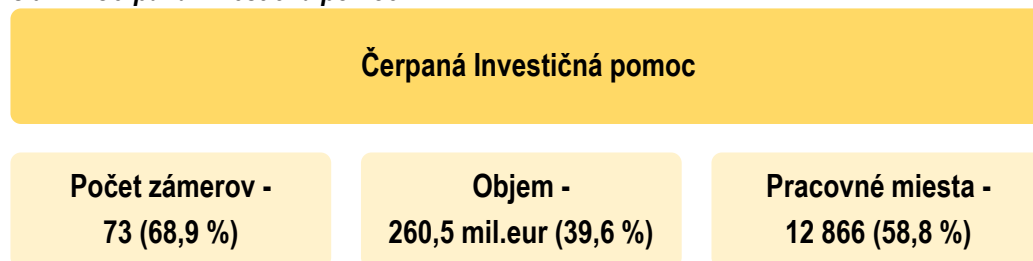 Čerpaná Investičná pomoc
Počet zámerov -
73 (68,9 %)
Objem -
260,5 mil.eur (39,6 %)
Pracovné miesta -
12 866 (58,8 %)